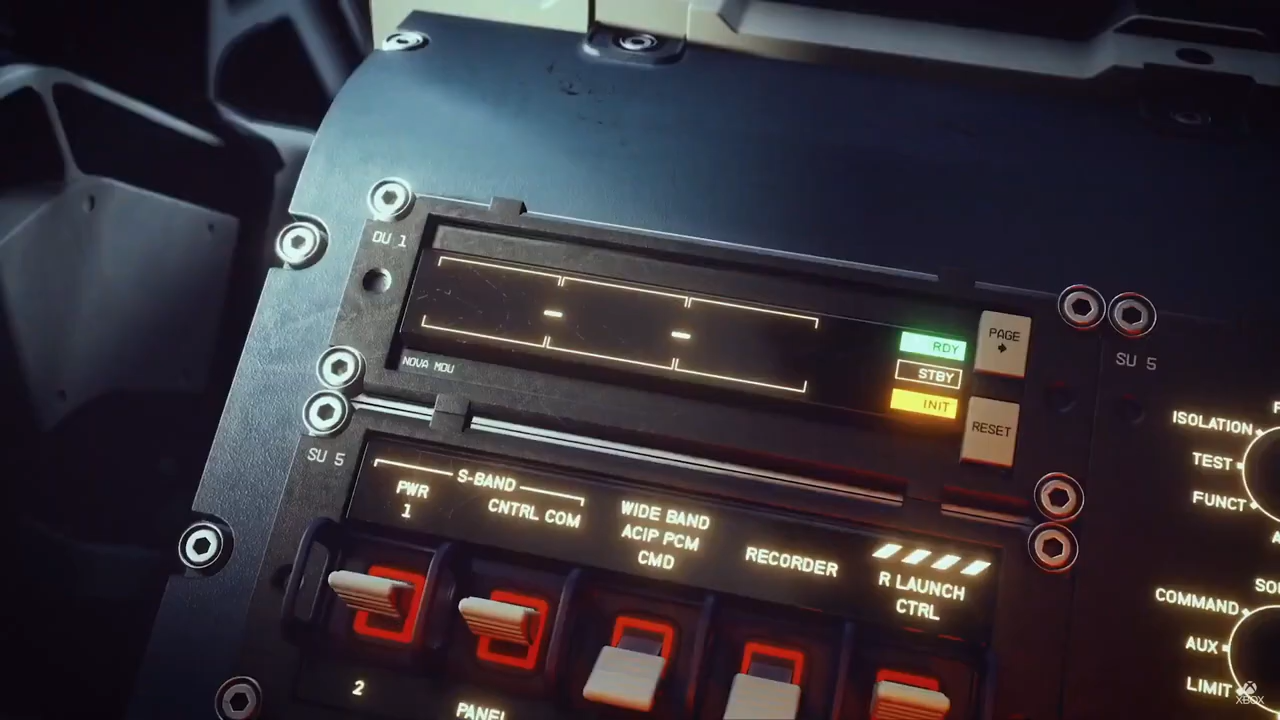 DU 1
PAGE
RDY
STBY
INIT
RESET
NOVA MDU
SU 5
SU 5
S-BAND
PWR
1
CNTRL COM
WIDE BAND
ACIP PCM
CMD
RECORDER
R LAUNCH
CTRL
2
PANEL
ISOLATION
TEST
FUNCT
COMMAND
AUX
LIMIT
XBOX